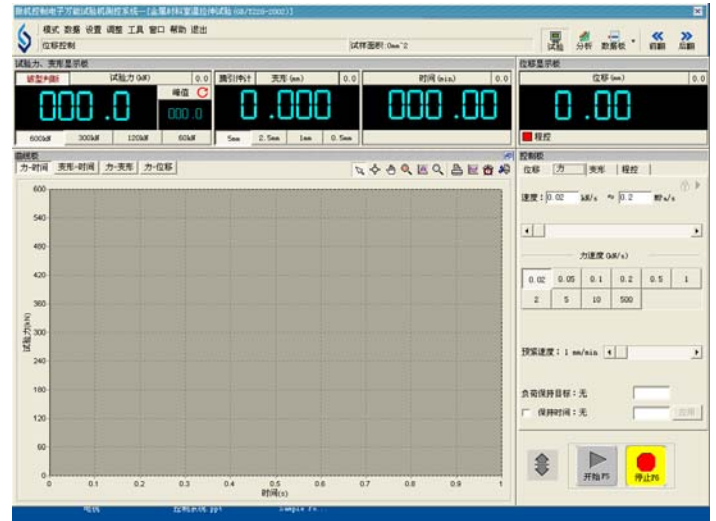 微机控制电子万能试验机测控系统--[金属材料室温拉伸试验(GB/T228-2002)]
模式 数据 设置 调整 工具 窗口 帮助 退出
位移控制
试样面积:0mm^2
试验 分析 数据板 前翻 后翻
试验力、变形显示板
位移显示板
破型判断 试验力(kN) 0.0
峰值
000.0
000.0
600kN 300kN 120kN 60kN
摘引伸计 变形(mm) 0.0
0.000
5mm 2.5mm 1mm 0.5mm
时间(min) 0.0
000.00
位移(mm) 0.0
0.00
程控
曲线板
控制板
力-时间 变形-时间 力-变形 力-位移
位移 力 变形 程控
速度:0.02 kN/s 0.2 MPa/s
力速度(kN/s)
0.02 0.05 0.1 0.2 0.5 1
2 5 10 500
预紧速度:1 mm/min
负荷保持目标:无
保持时间:无 应用
开始F5 停止F6
试验力(kN)
600
540
480
420
360
300
240
180
120
60
0
0 0.1 0.2 0.3 0.4 0.5 0.6 0.7 0.8 0.9 1
时间(s)